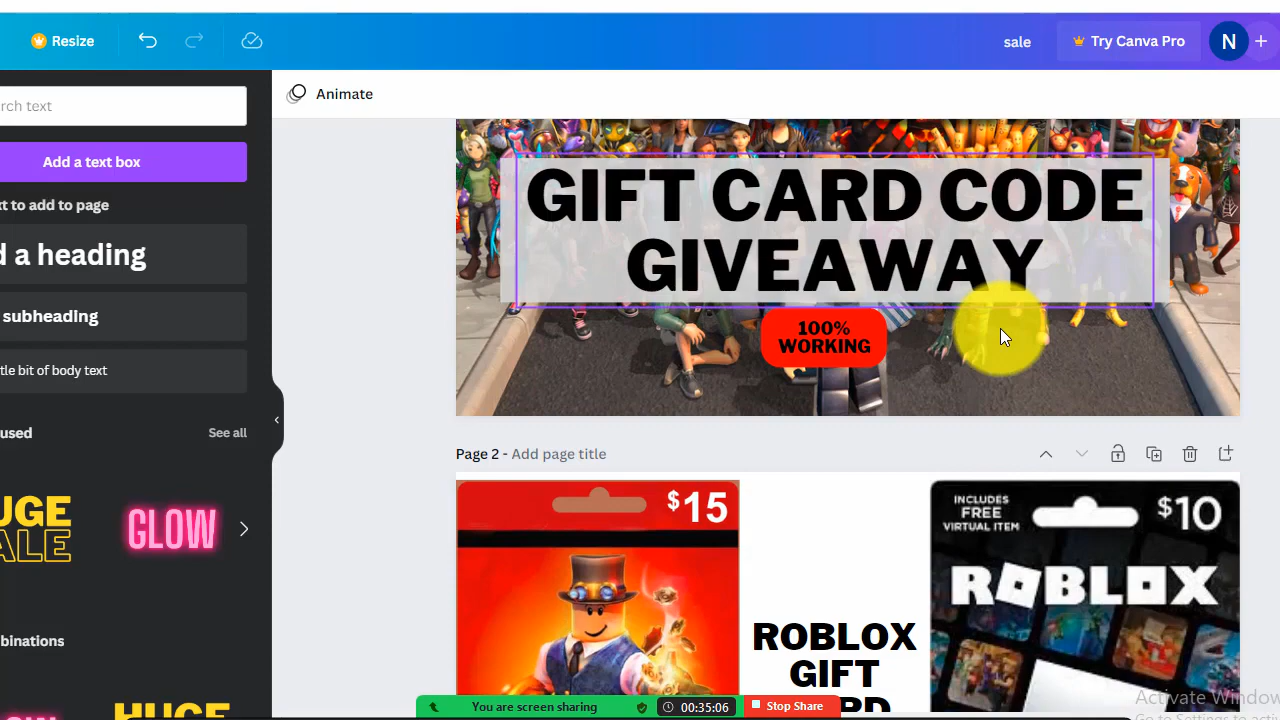 Resize
sale
Try Canva Pro
N
rch text
Animate
Add a text box
xt to add to page
d a heading
subheading
tle bit of body text
used
See all
UGE
ALE
GLOW
binations
HUGE
GIFT CARD CODE
GIVEAWAY
100%
WORKING
Page 2 - Add page title
$15
INCLUDES
FREE
VIRTUAL ITEM
$10
ROBLOX
ROBLOX
GIFT
You are screen sharing
00:35:06
Stop Share
Activate Window